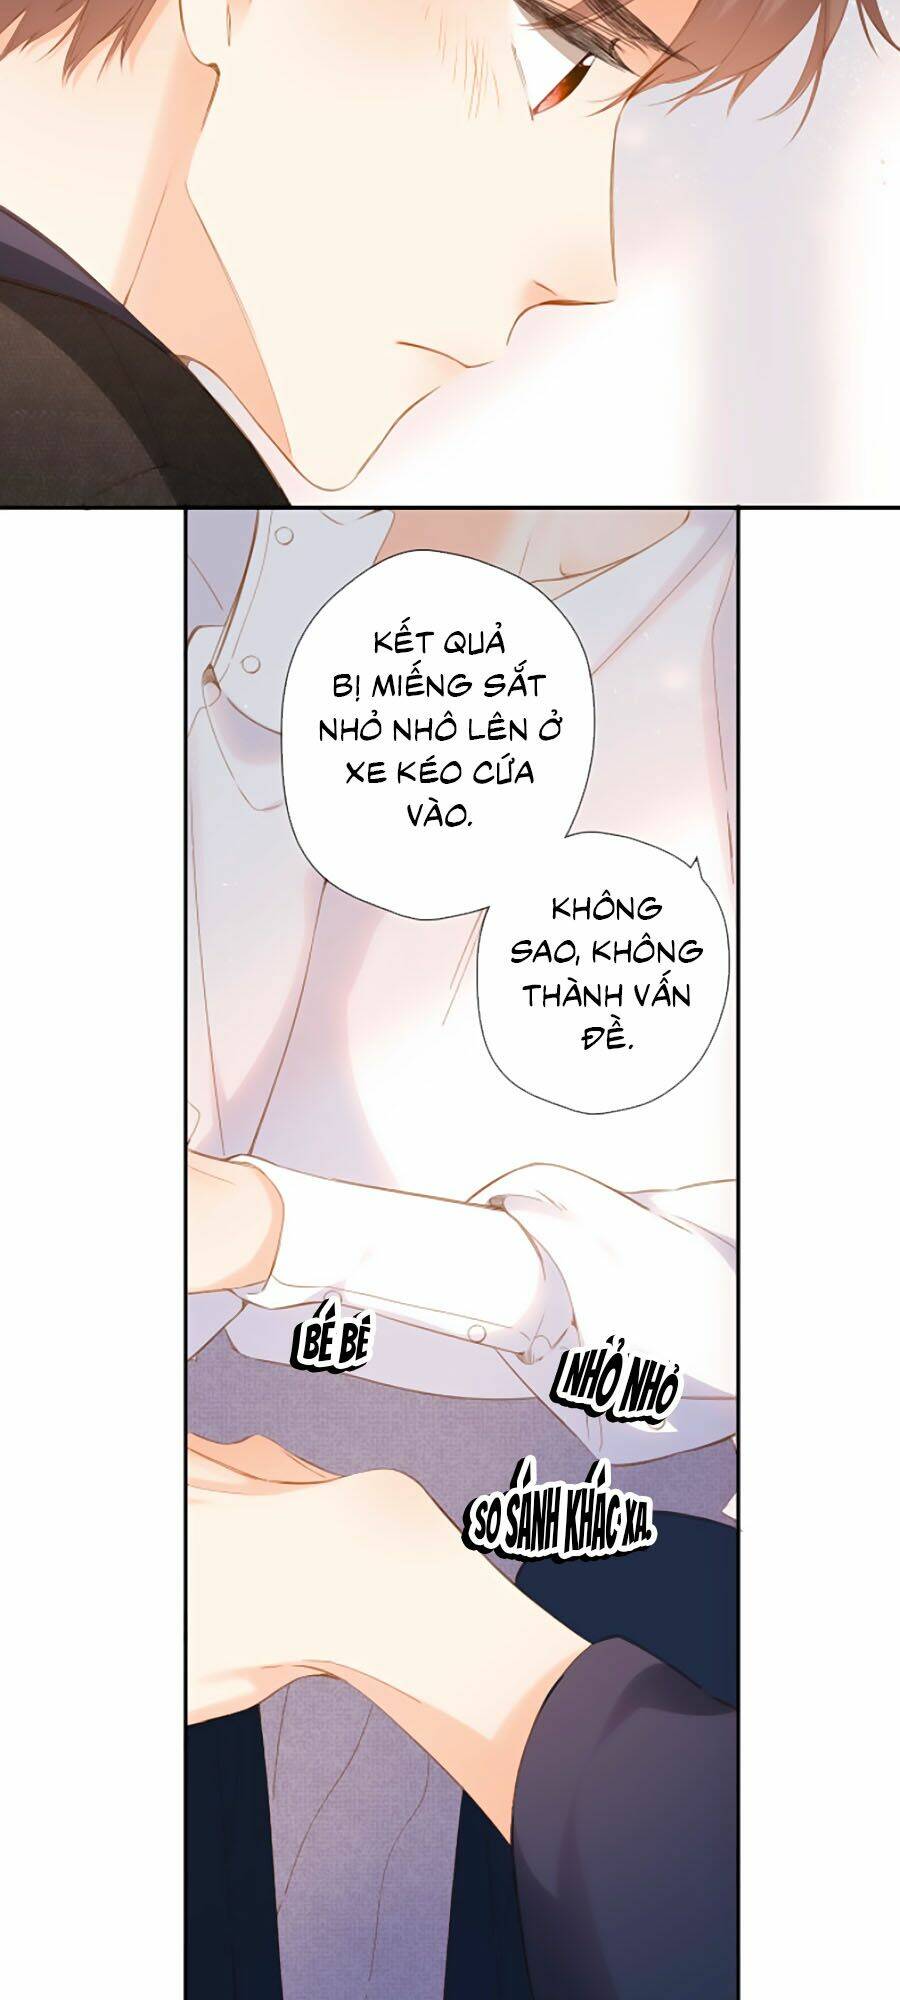 KẾT QUẢ
BỊ MIẾNG SẮT
NHỎ NHÔ LÊN Ở
XE KÉO CỨA
VÀO.
KHÔNG
SAO, KHÔNG
THÀNH VẤN
ĐỀ.
BÉ BÉ
NHỎ NHỎ
SO SÁNH KHÁC XA.